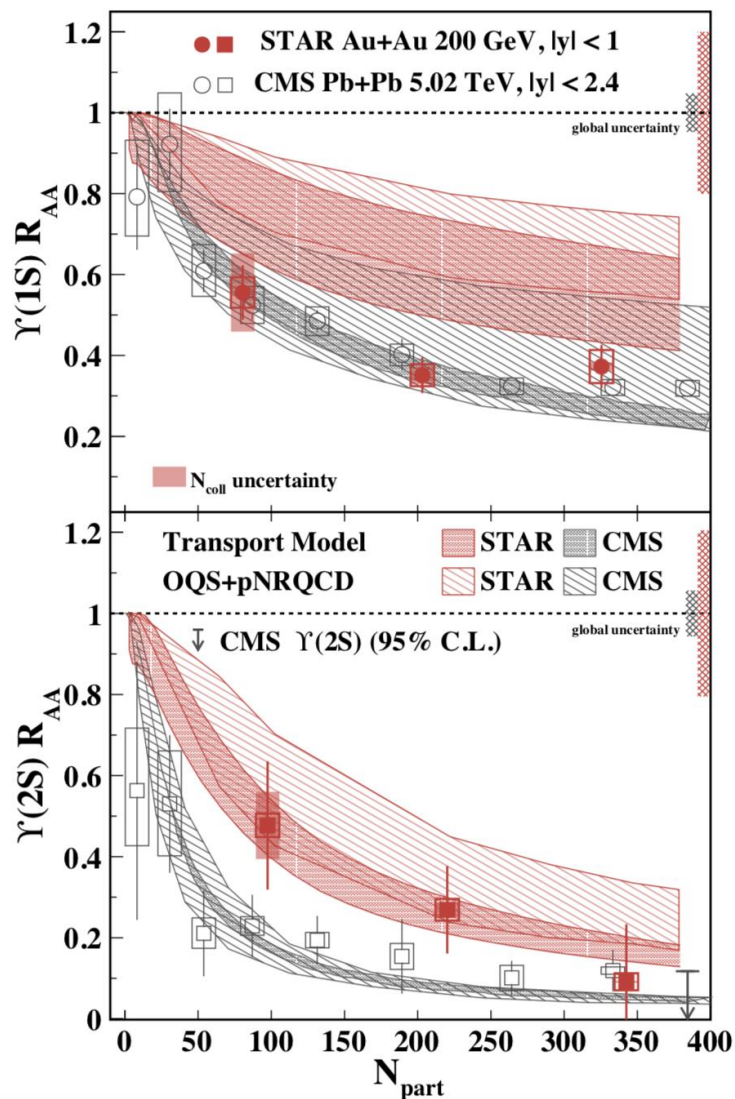 1.2
STAR Au+Au 200 GeV, |y| < 1
CMS Pb+Pb 5.02 TeV, |y| < 2.4
1
global uncertainty
0.8
0.6
0.4
0.2
ϒ(1S) R_AA
N_coll uncertainty
1.2
Transport Model STAR CMS
OQS+pNRQCD STAR CMS
1
global uncertainty
CMS ϒ(2S) (95% C.L.)
0.8
0.6
0.4
0.2
0
ϒ(2S) R_AA
0 50 100 150 200 250 300 350 400
N_part